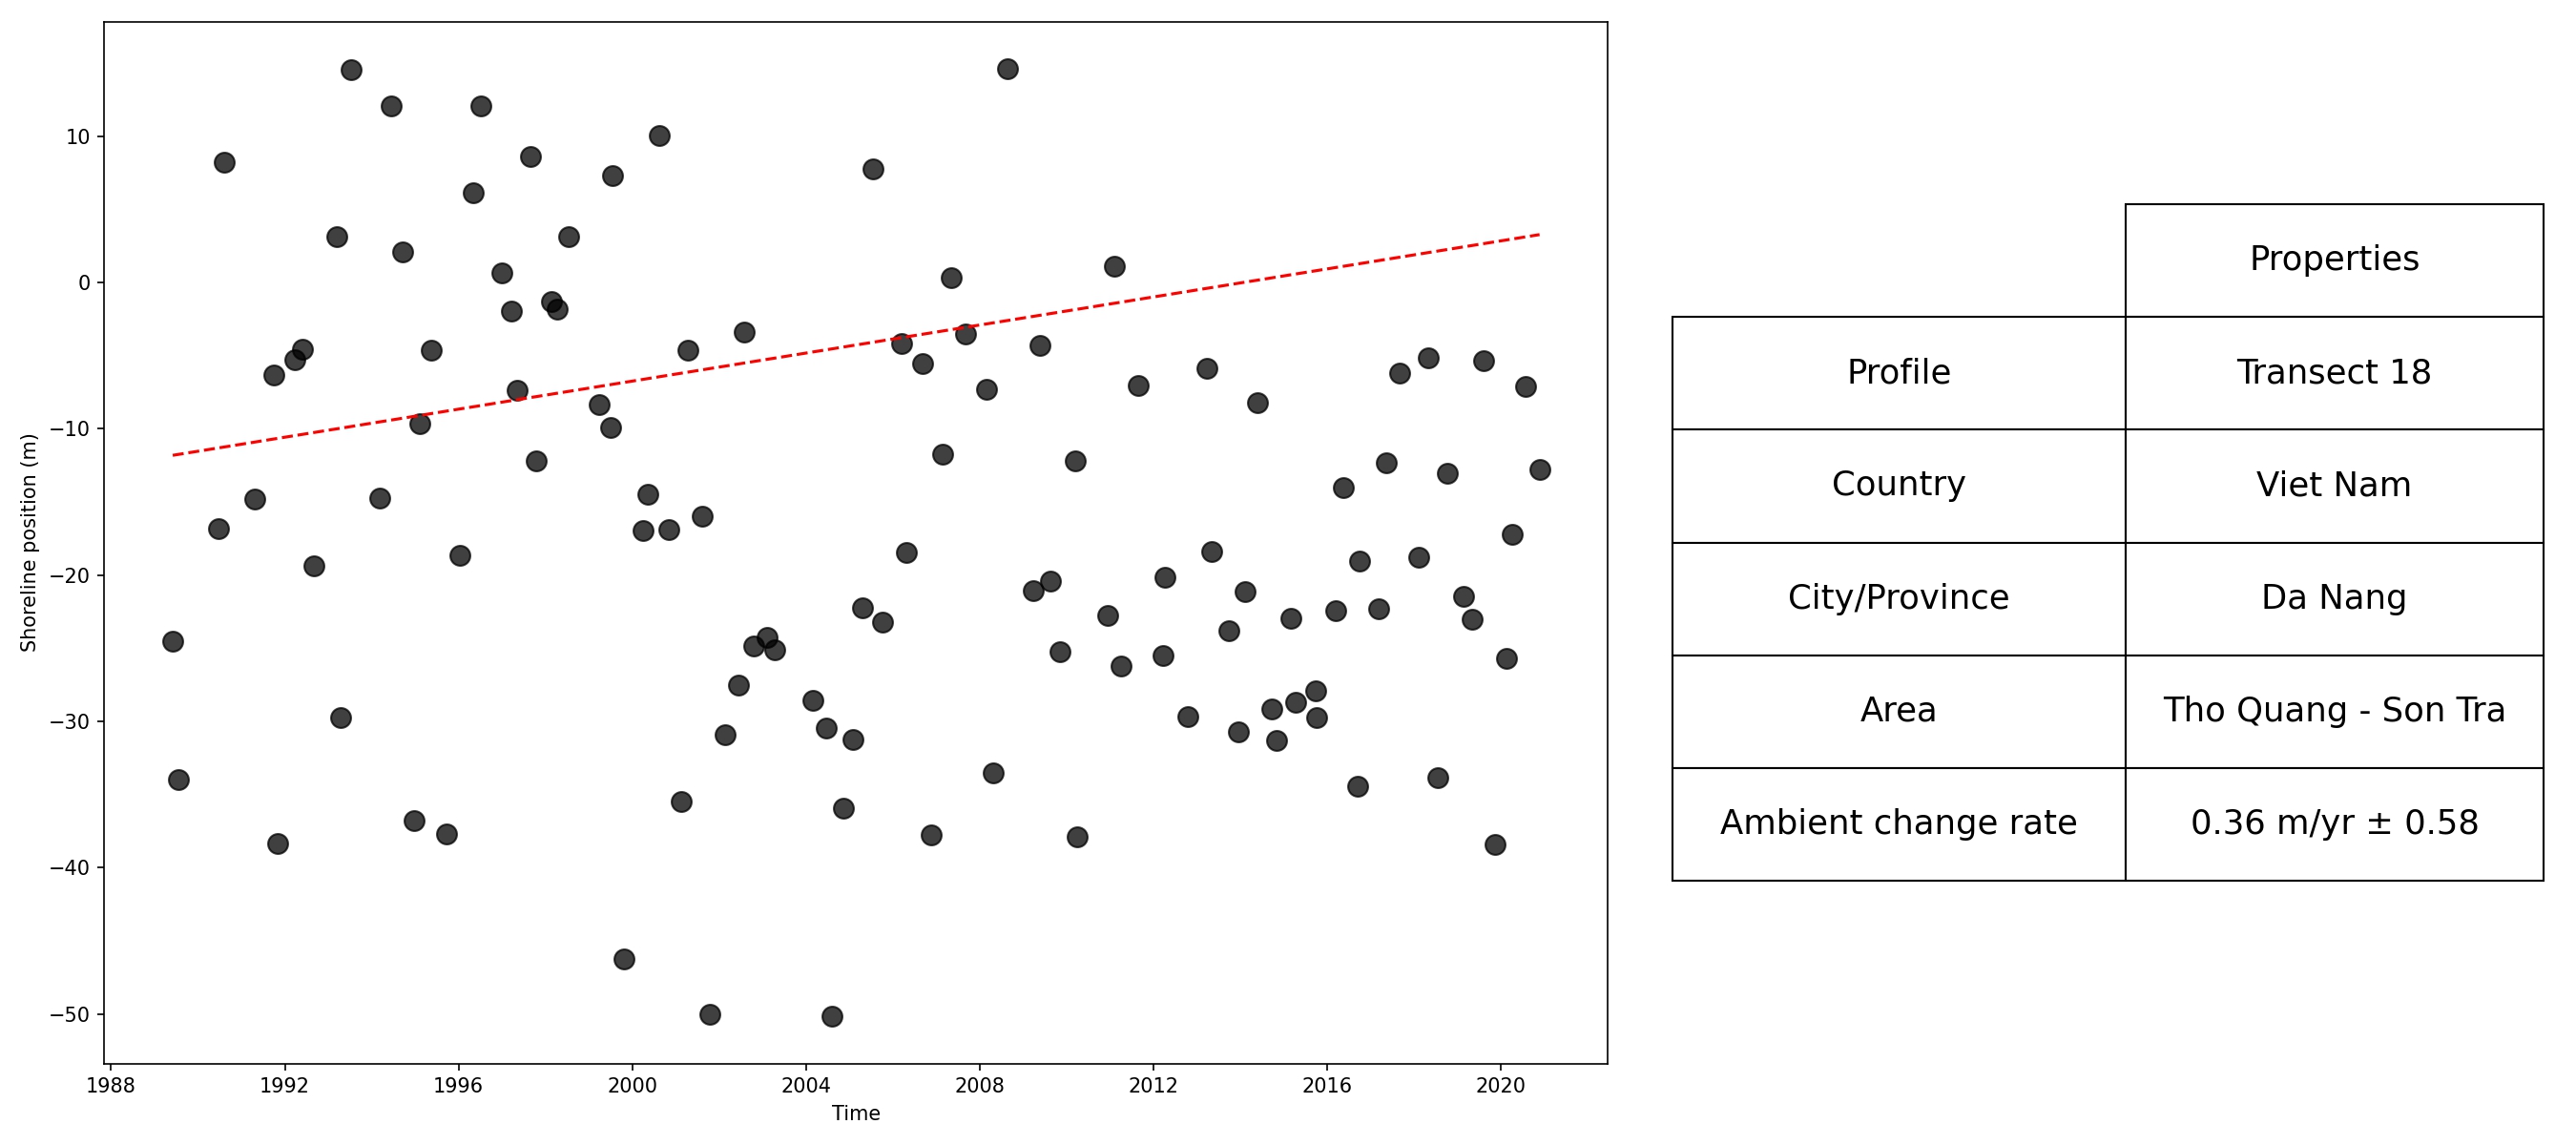 10
0
−10
−20
−30
−40
−50
Shoreline position (m)
1988 1992 1996 2000 2004 2008 2012 2016 2020
Time
Properties
Profile Transect 18
Country Viet Nam
City/Province Da Nang
Area Tho Quang - Son Tra
Ambient change rate 0.36 m/yr ± 0.58